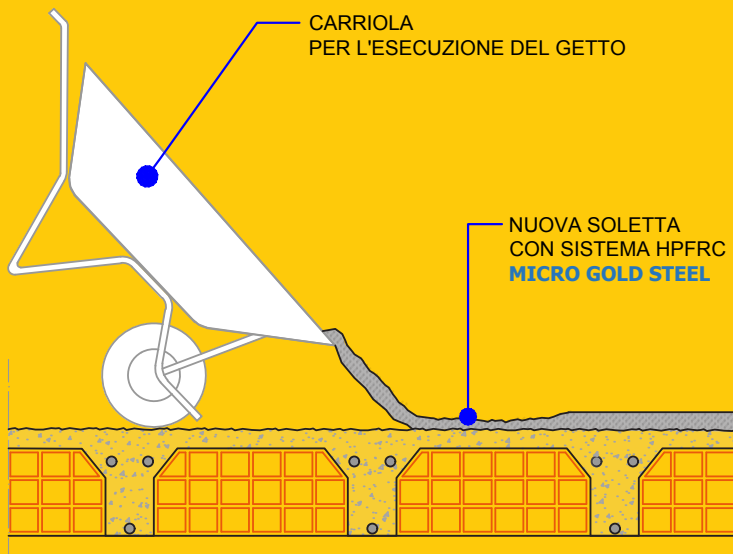 CARRIOLA
PER L'ESECUZIONE DEL GETTO
NUOVA SOLETTA
CON SISTEMA HPFRC
MICRO GOLD STEEL